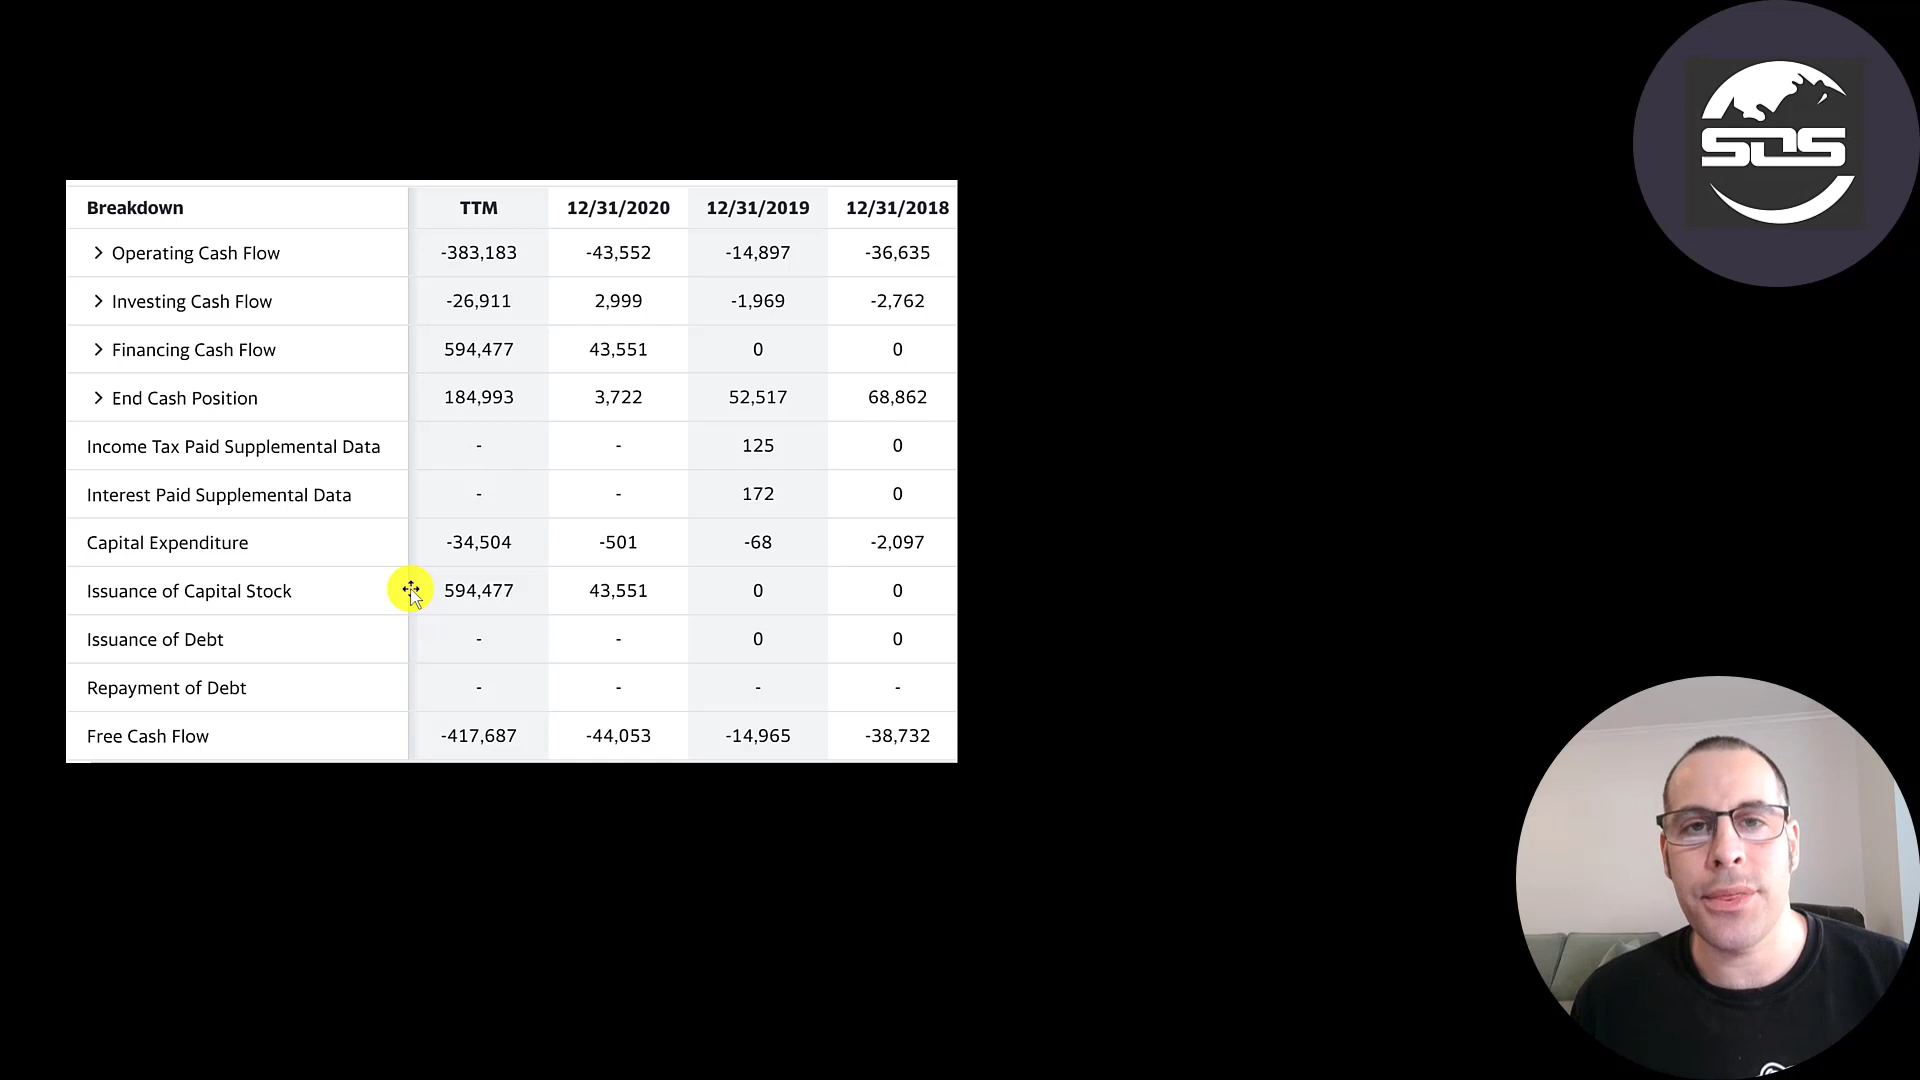 SOS
Breakdown TTM 12/31/2020 12/31/2019 12/31/2018
Operating Cash Flow -383,183 -43,552 -14,897 -36,635
Investing Cash Flow -26,911 2,999 -1,969 -2,762
Financing Cash Flow 594,477 43,551 0 0
End Cash Position 184,993 3,722 52,517 68,862
Income Tax Paid Supplemental Data - - 125 0
Interest Paid Supplemental Data - - 172 0
Capital Expenditure -34,504 -501 -68 -2,097
Issuance of Capital Stock 594,477 43,551 0 0
Issuance of Debt - - 0 0
Repayment of Debt - - - -
Free Cash Flow -417,687 -44,053 -14,965 -38,732